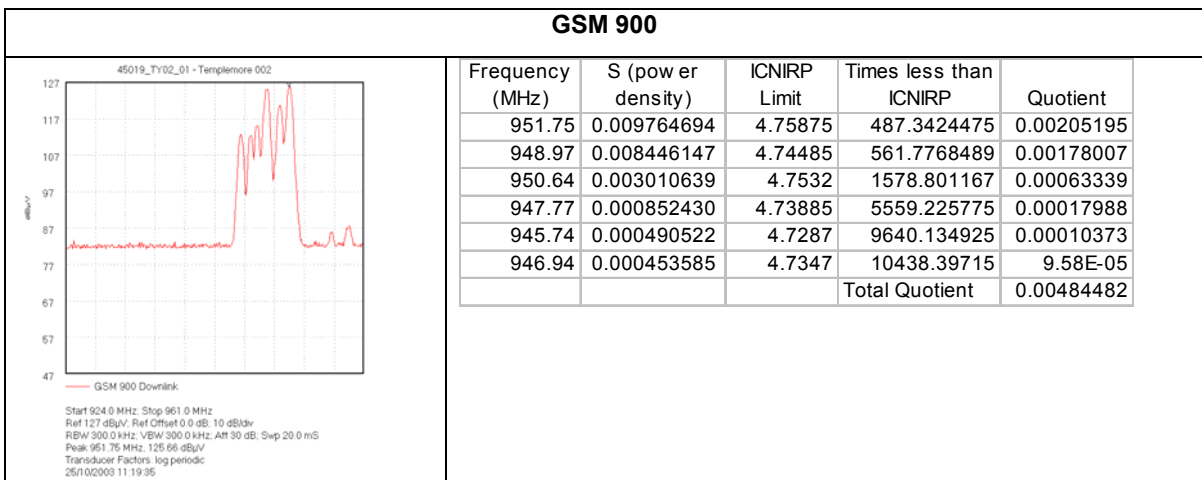 GSM 900
45019_TY02_01 - Templemore 002
127
117
107
97
87
77
67
57
47
dBµV
GSM 900 Downlink
Start 924.0 MHz; Stop 961.0 MHz
Ref 127 dBµV; Ref Offset 0.0 dB; 10 dB/div
RBW 300.0 kHz; VBW 300.0 kHz; Att 30 dB; Swp 20.0 mS
Peak 951.75 MHz, 125.66 dBµV
Transducer Factors: log periodic
25/10/2003 11:19:35
Frequency (MHz) S (pow er density) ICNIRP Limit Times less than ICNIRP Quotient
951.75 0.009764694 4.75875 487.3424475 0.00205195
948.97 0.008446147 4.74485 561.7768489 0.00178007
950.64 0.003010639 4.7532 1578.801167 0.00063339
947.77 0.000852430 4.73885 5559.225775 0.00017988
945.74 0.000490522 4.7287 9640.134925 0.00010373
946.94 0.000453585 4.7347 10438.39715 9.58E-05
Total Quotient 0.00484482